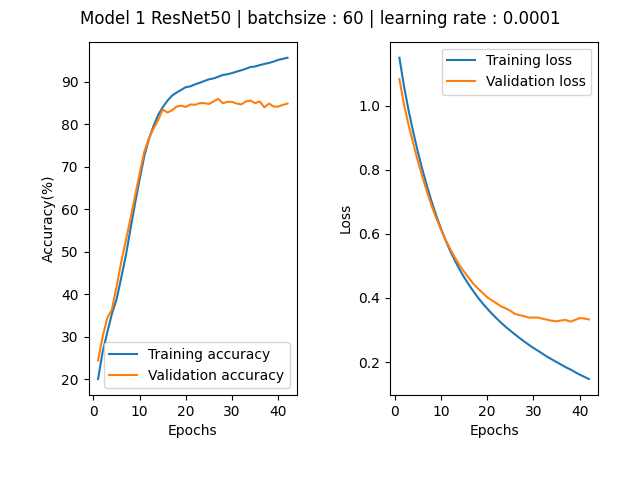 Model 1 ResNet50 | batchsize : 60 | learning rate : 0.0001
Accuracy(%)
90
80
70
60
50
40
30
20
0
10
20
30
40
Epochs
Training accuracy
Validation accuracy
Loss
1.0
0.8
0.6
0.4
0.2
0
10
20
30
40
Epochs
Training loss
Validation loss